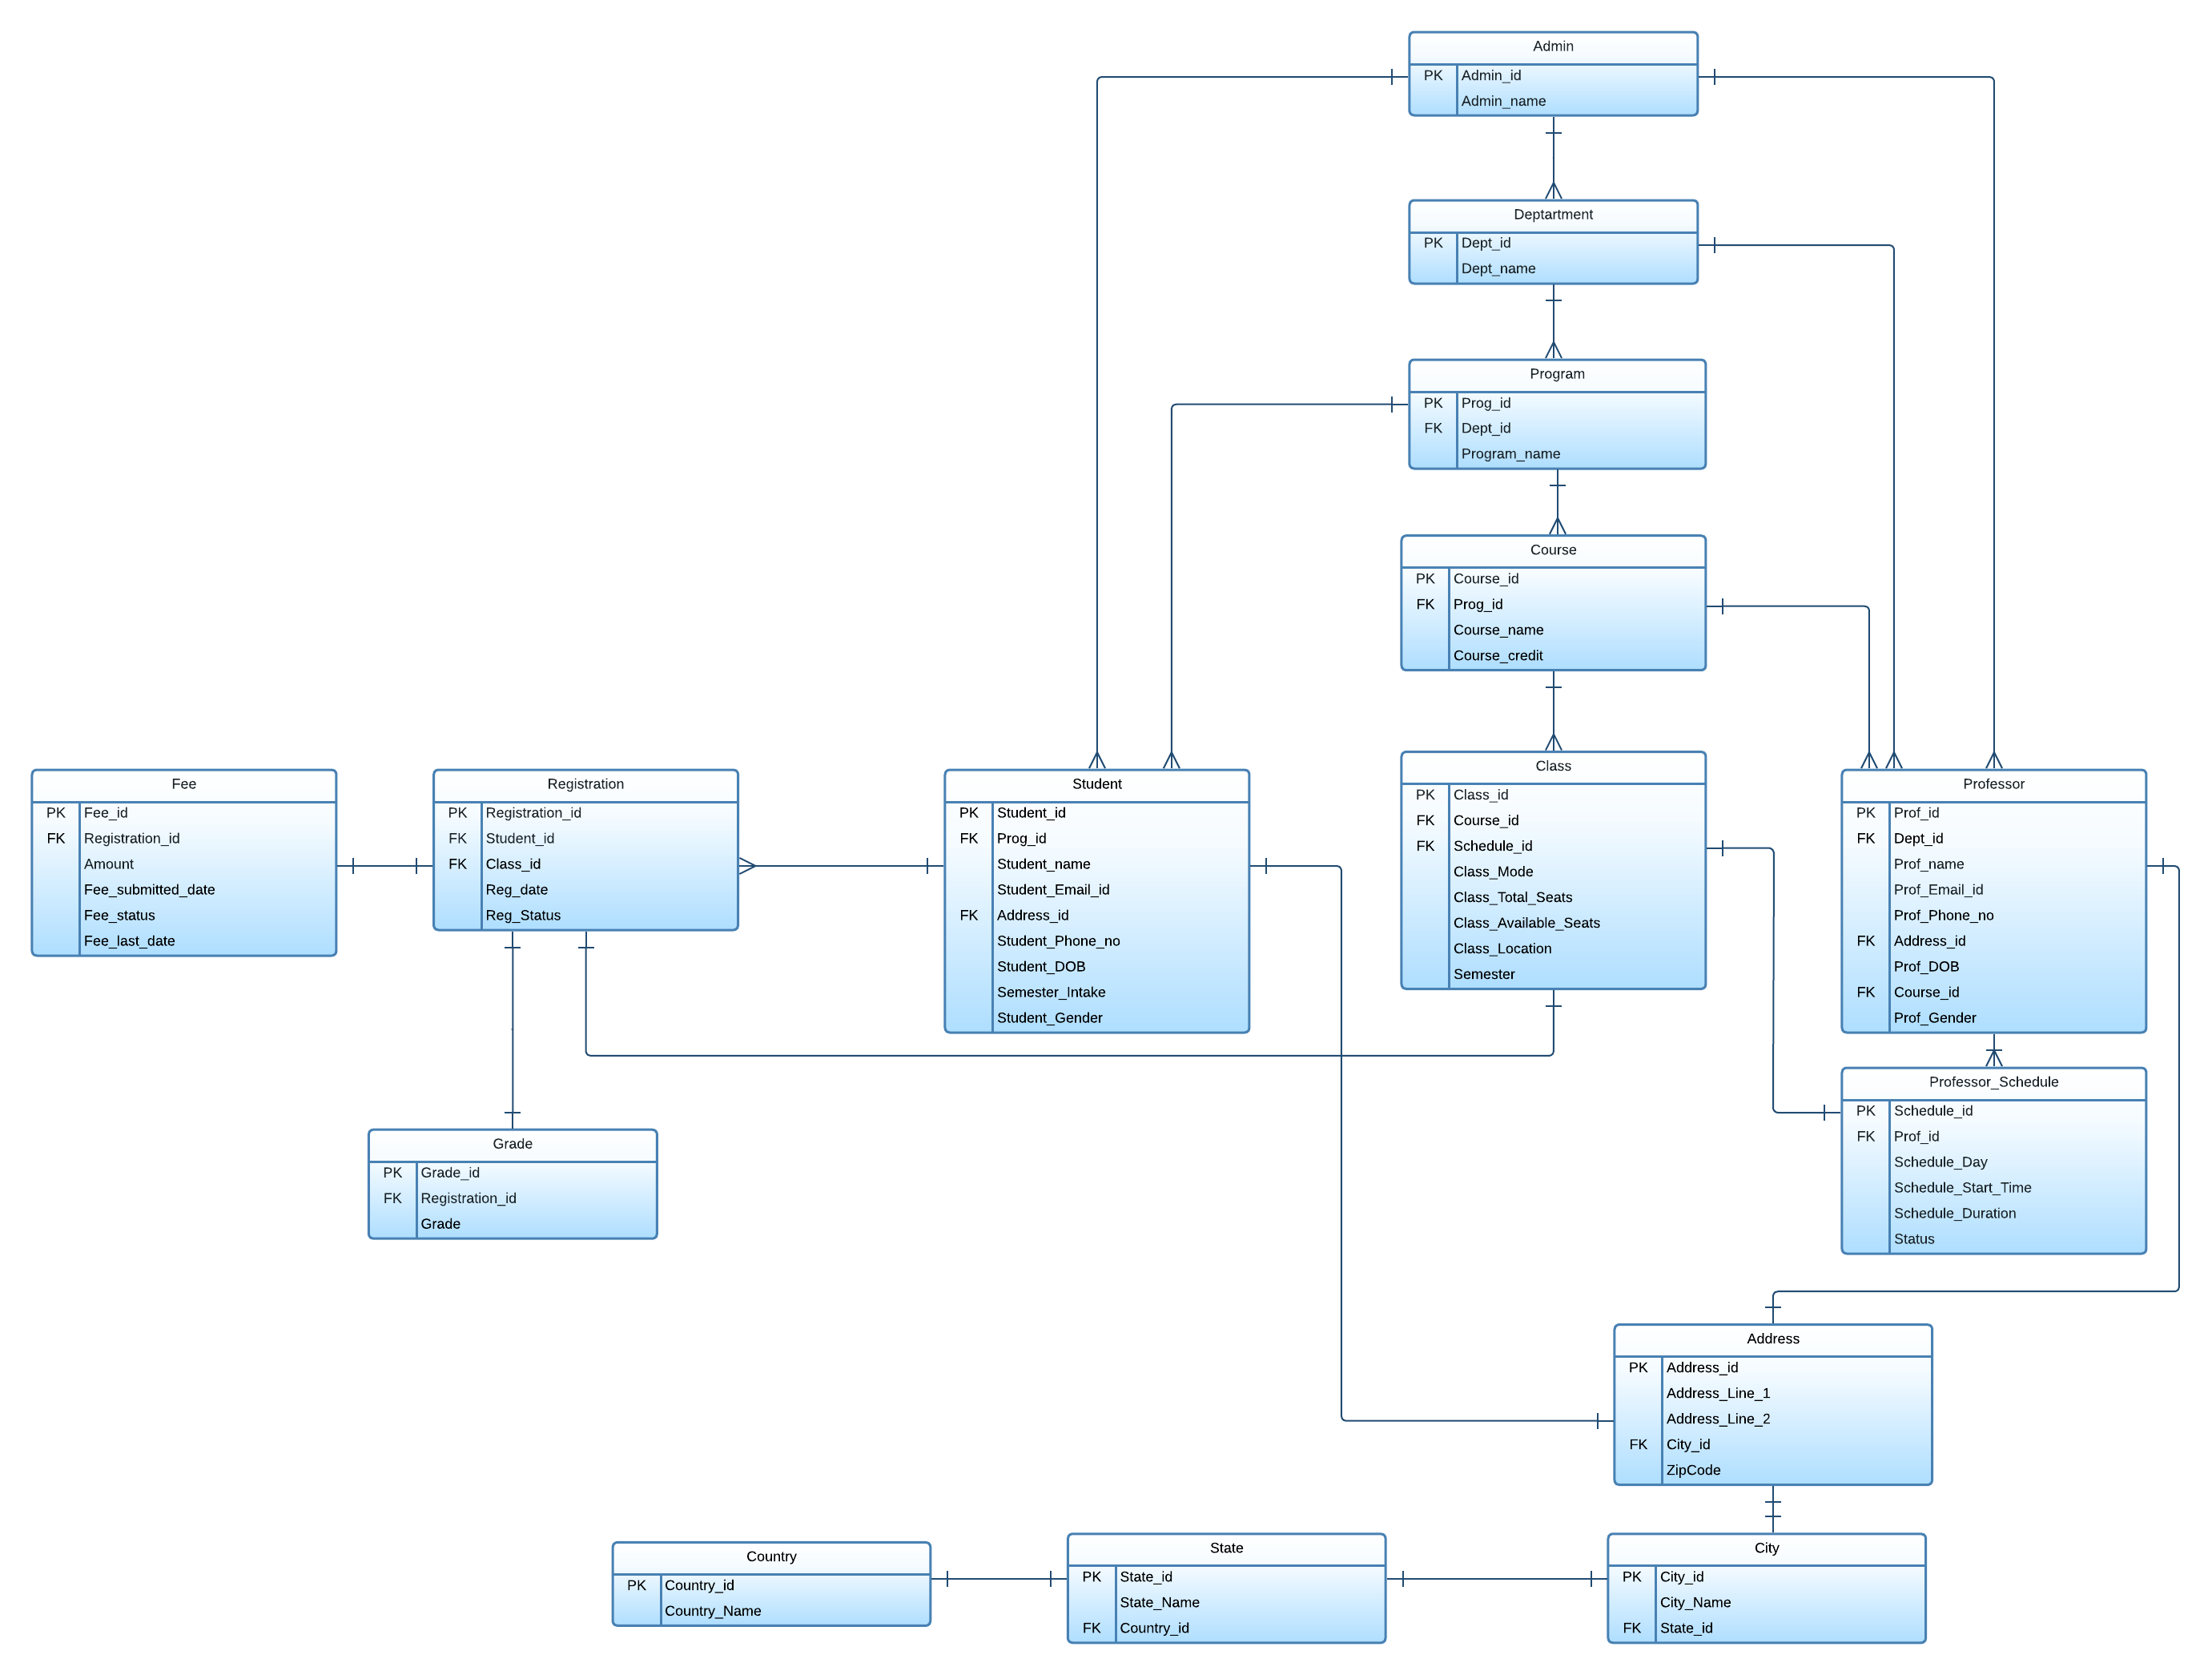 Admin
PK Admin_id
Admin_name
Deptartment
PK Dept_id
Dept_name
Program
PK Prog_id
FK Dept_id
Program_name
Course
PK Course_id
FK Prog_id
Course_name
Course_credit
Fee
PK Fee_id
FK Registration_id
Amount
Fee_submitted_date
Fee_status
Fee_last_date
Registration
PK Registration_id
FK Student_id
FK Class_id
Reg_date
Reg_Status
Student
PK Student_id
FK Prog_id
Student_name
Student_Email_id
FK Address_id
Student_Phone_no
Student_DOB
Semester_Intake
Student_Gender
Class
PK Class_id
FK Course_id
FK Schedule_id
Class_Mode
Class_Total_Seats
Class_Available_Seats
Class_Location
Semester
Professor
PK Prof_id
FK Dept_id
Prof_name
Prof_Email_id
Prof_Phone_no
FK Address_id
Prof_DOB
FK Course_id
Prof_Gender
Professor_Schedule
PK Schedule_id
FK Prof_id
Schedule_Day
Schedule_Start_Time
Schedule_Duration
Status
Grade
PK Grade_id
FK Registration_id
Grade
Address
PK Address_id
Address_Line_1
Address_Line_2
FK City_id
ZipCode
Country
PK Country_id
Country_Name
State
PK State_id
State_Name
FK Country_id
City
PK City_id
City_Name
FK State_id